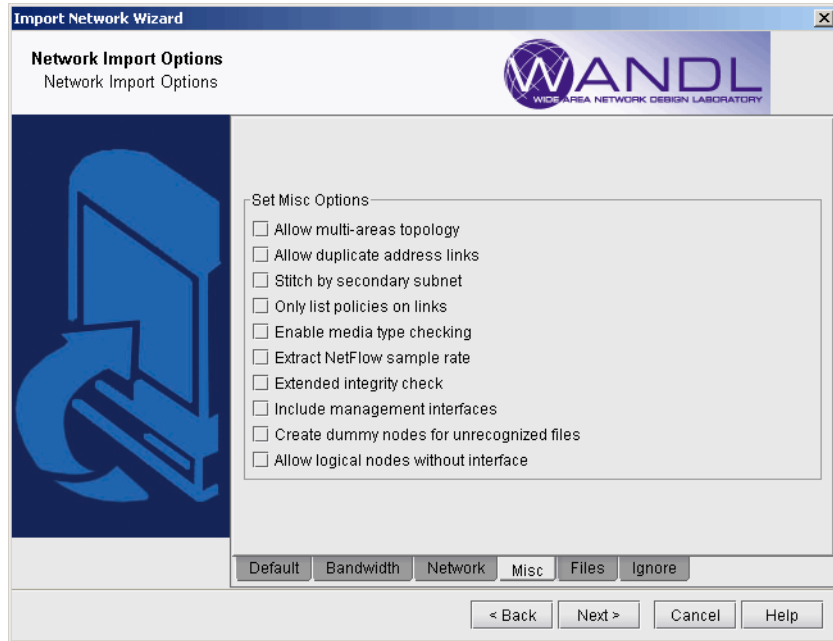 Import Network Wizard
Network Import Options
Network Import Options
WANDL
WIDE AREA NETWORK DESIGN LABORATORY
Set Misc Options
Allow multi-areas topology
Allow duplicate address links
Stitch by secondary subnet
Only list policies on links
Enable media type checking
Extract NetFlow sample rate
Extended integrity check
Include management interfaces
Create dummy nodes for unrecognized files
Allow logical nodes without interface
Default Bandwidth Network Misc Files Ignore
< Back Next > Cancel Help